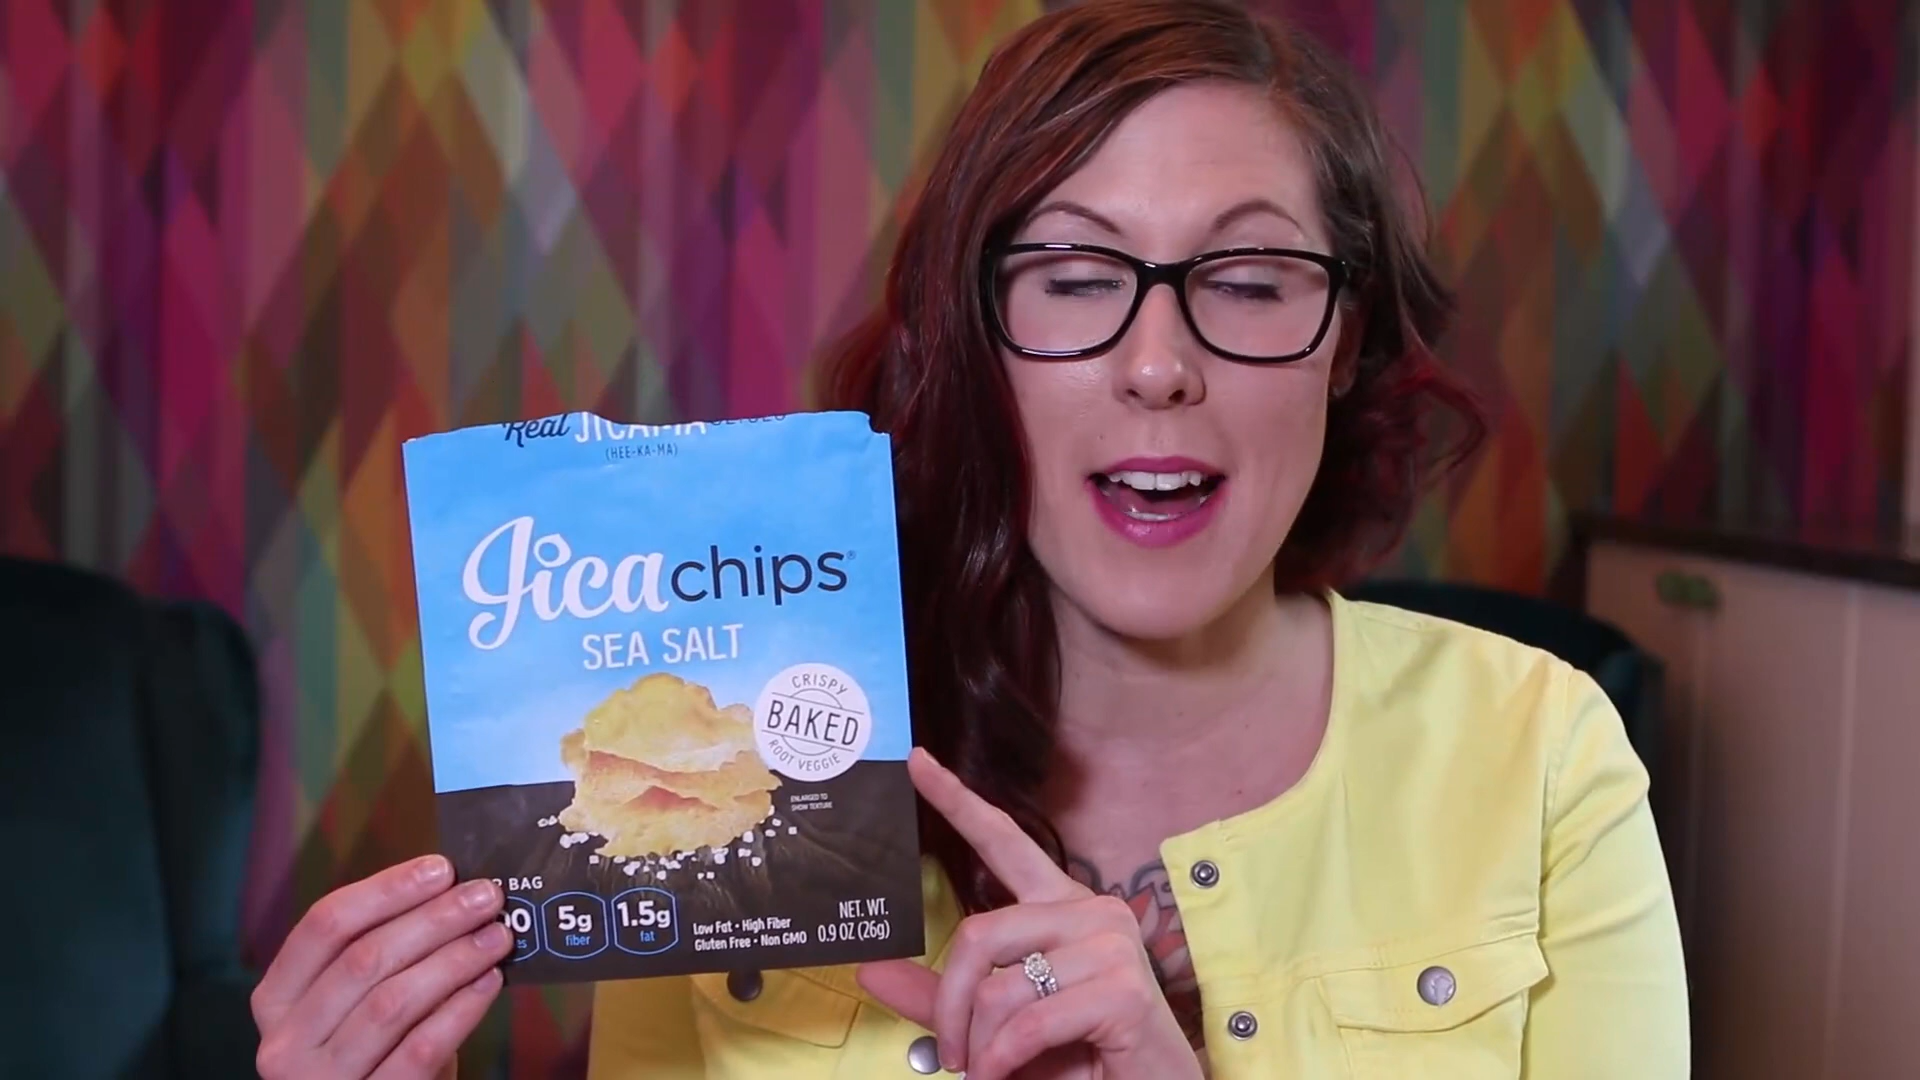 Real JICAMA
(HEE-KA-MA)
Jicachips®
SEA SALT
CRISPY
BAKED
ROOT VEGGIE
ENLARGED TO
SHOW TEXTURE
BAG
5g
fiber
1.5g
fat
Low Fat • High Fiber
Gluten Free • Non GMO
NET. WT.
0.9 OZ (26g)